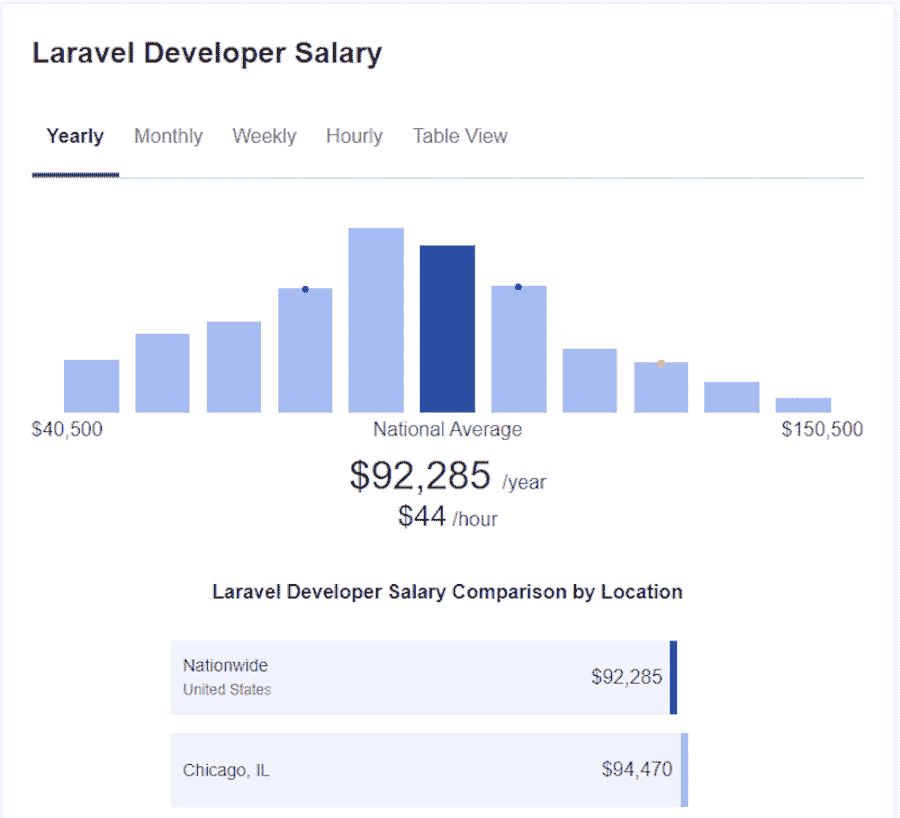 Laravel Developer Salary
Yearly Monthly Weekly Hourly Table View
$40,500 National Average $150,500
$92,285 /year
$44 /hour
Laravel Developer Salary Comparison by Location
Nationwide $92,285
United States
Chicago, IL $94,470